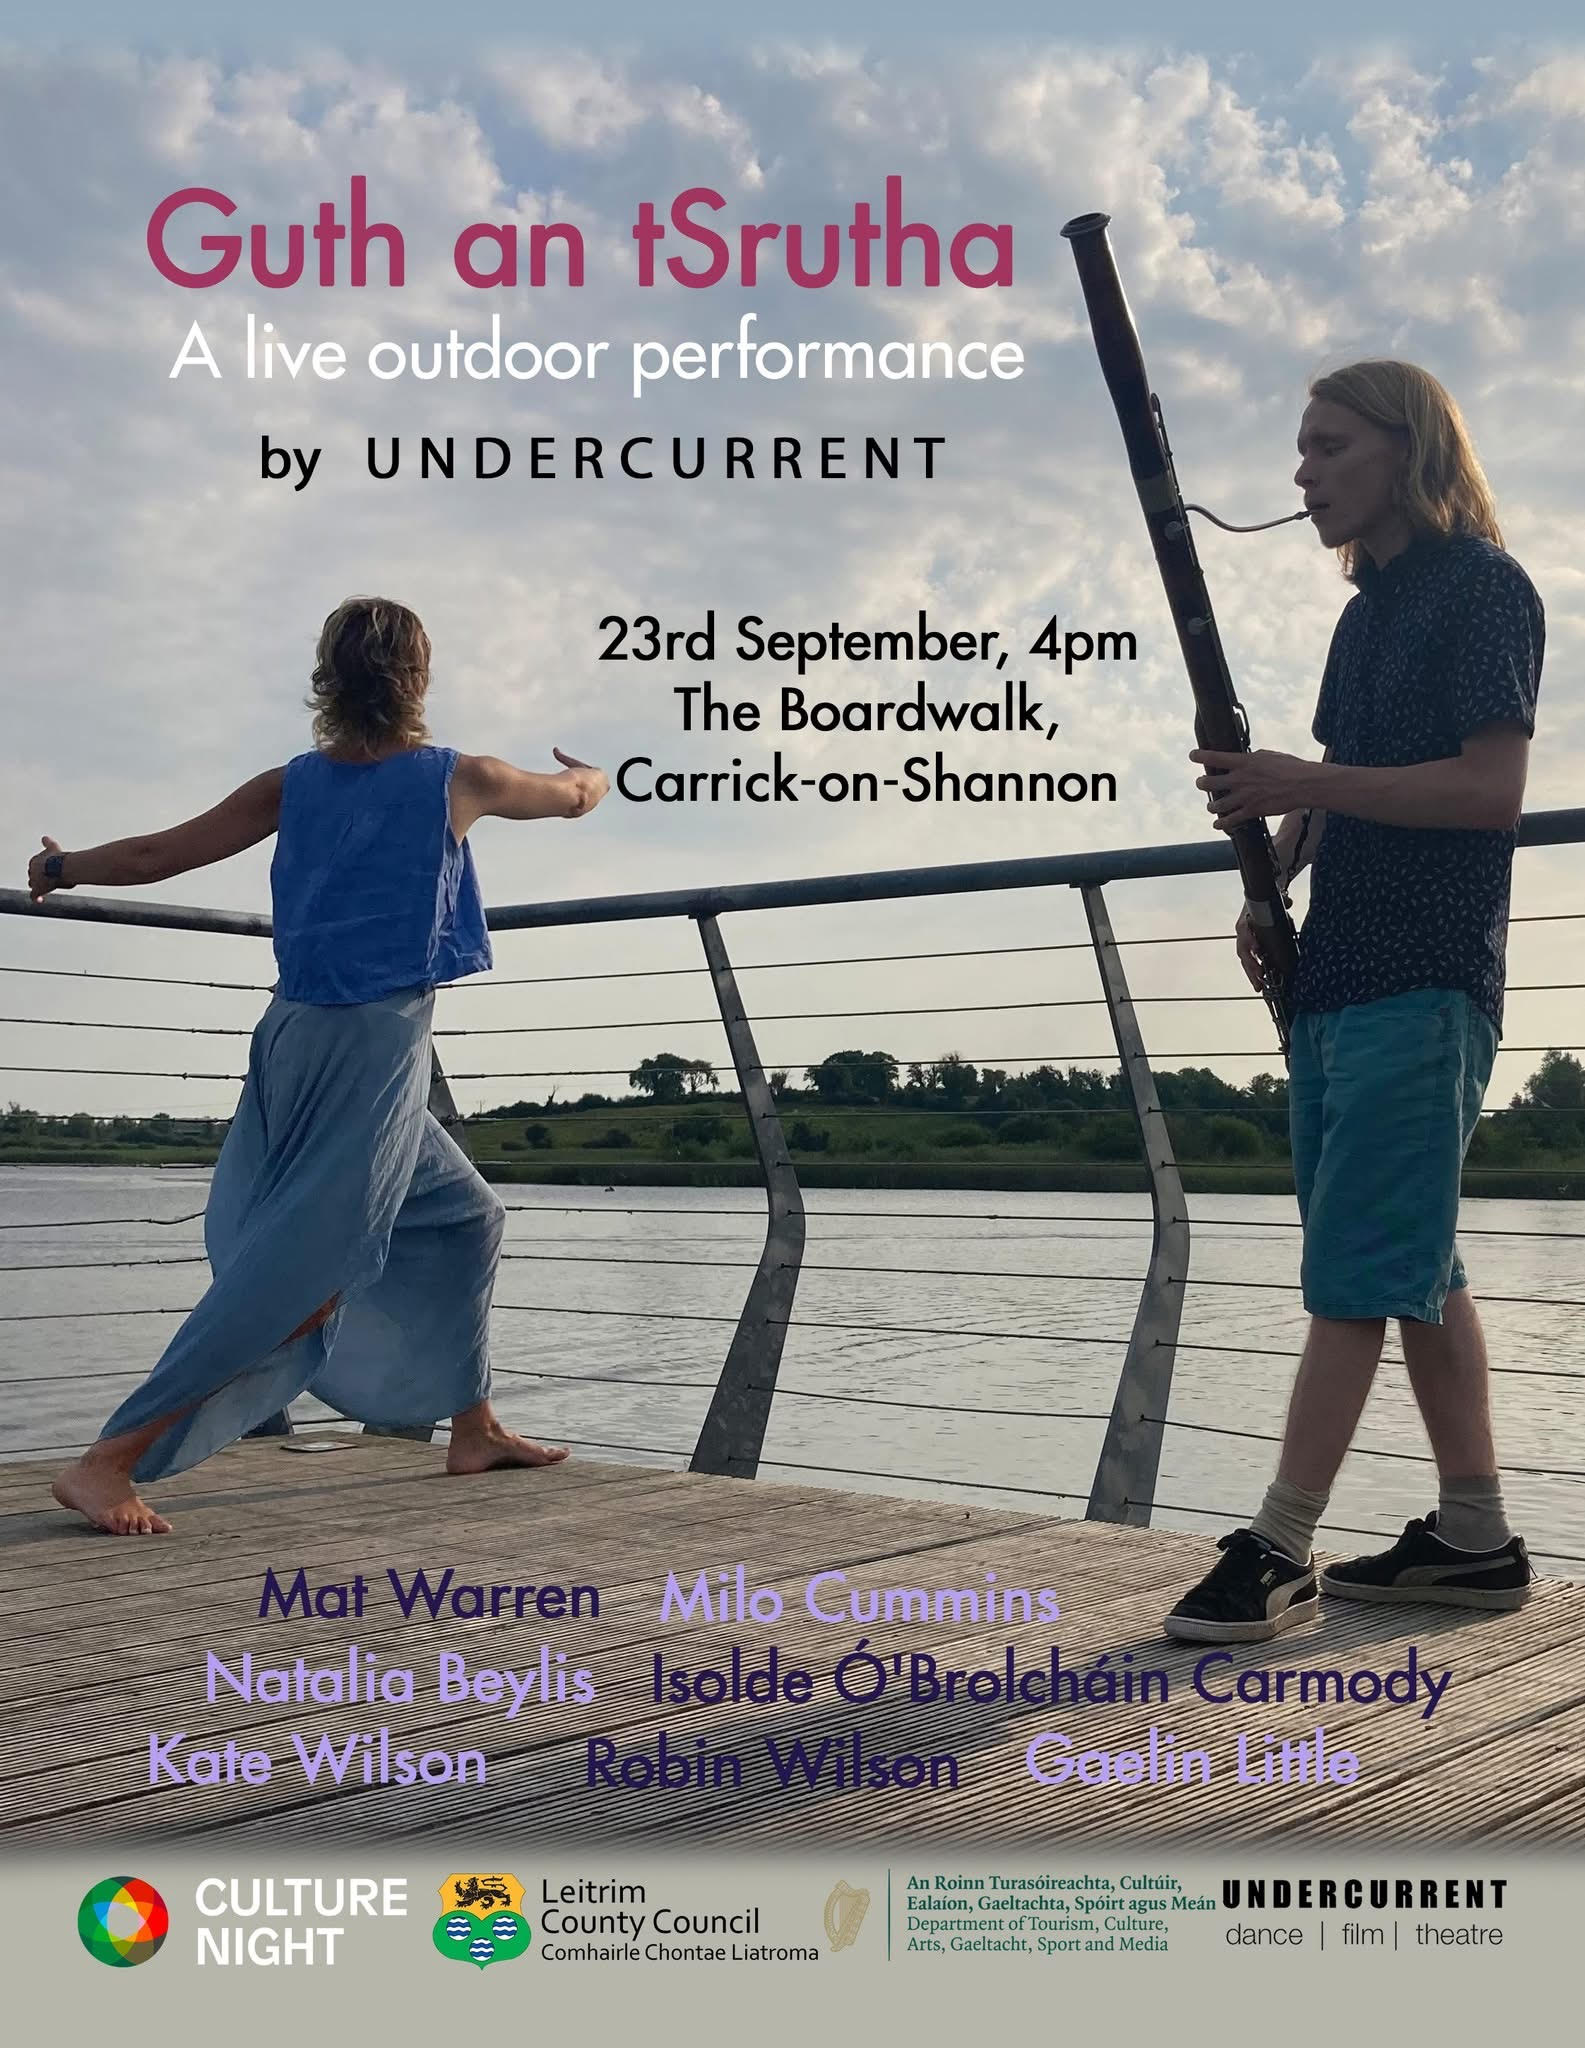 Guth an tSrutha
A live outdoor performance
by UNDERCURRENT
23rd September, 4pm
The Boardwalk,
Carrick-on-Shannon
Mat Warren Milo Cummins
Natalia Beylis Isolde Ó'Brolcháin Carmody
Kate Wilson Robin Wilson Gaelin Little
CULTURE
NIGHT
Leitrim
County Council
Comhairle Chontae Liatroma
An Roinn Turasóireachta, Cultúir,
Ealaíon, Gaeltachta, Spóirt agus Meán
Department of Tourism, Culture,
Arts, Gaeltacht, Sport and Media
UNDERCURRENT
dance | film | theatre